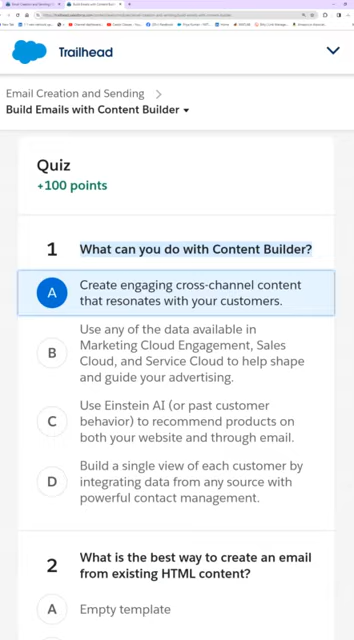 Trailhead
Email Creation and Sending >
Build Emails with Content Builder
Quiz
+100 points
1 What can you do with Content Builder?
A Create engaging cross-channel content
that resonates with your customers.
B Use any of the data available in
Marketing Cloud Engagement, Sales
Cloud, and Service Cloud to help shape
and guide your advertising.
C Use Einstein AI (or past customer
behavior) to recommend products on
both your website and through email.
D Build a single view of each customer by
integrating data from any source with
powerful contact management.
2 What is the best way to create an email
from existing HTML content?
A Empty template